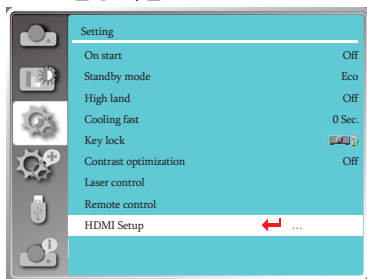 Setting
On start Off
Standby mode Eco
High land Off
Cooling fast 0 Sec.
Key lock
Contrast optimization Off
Laser control
Remote control
HDMI Setup ...